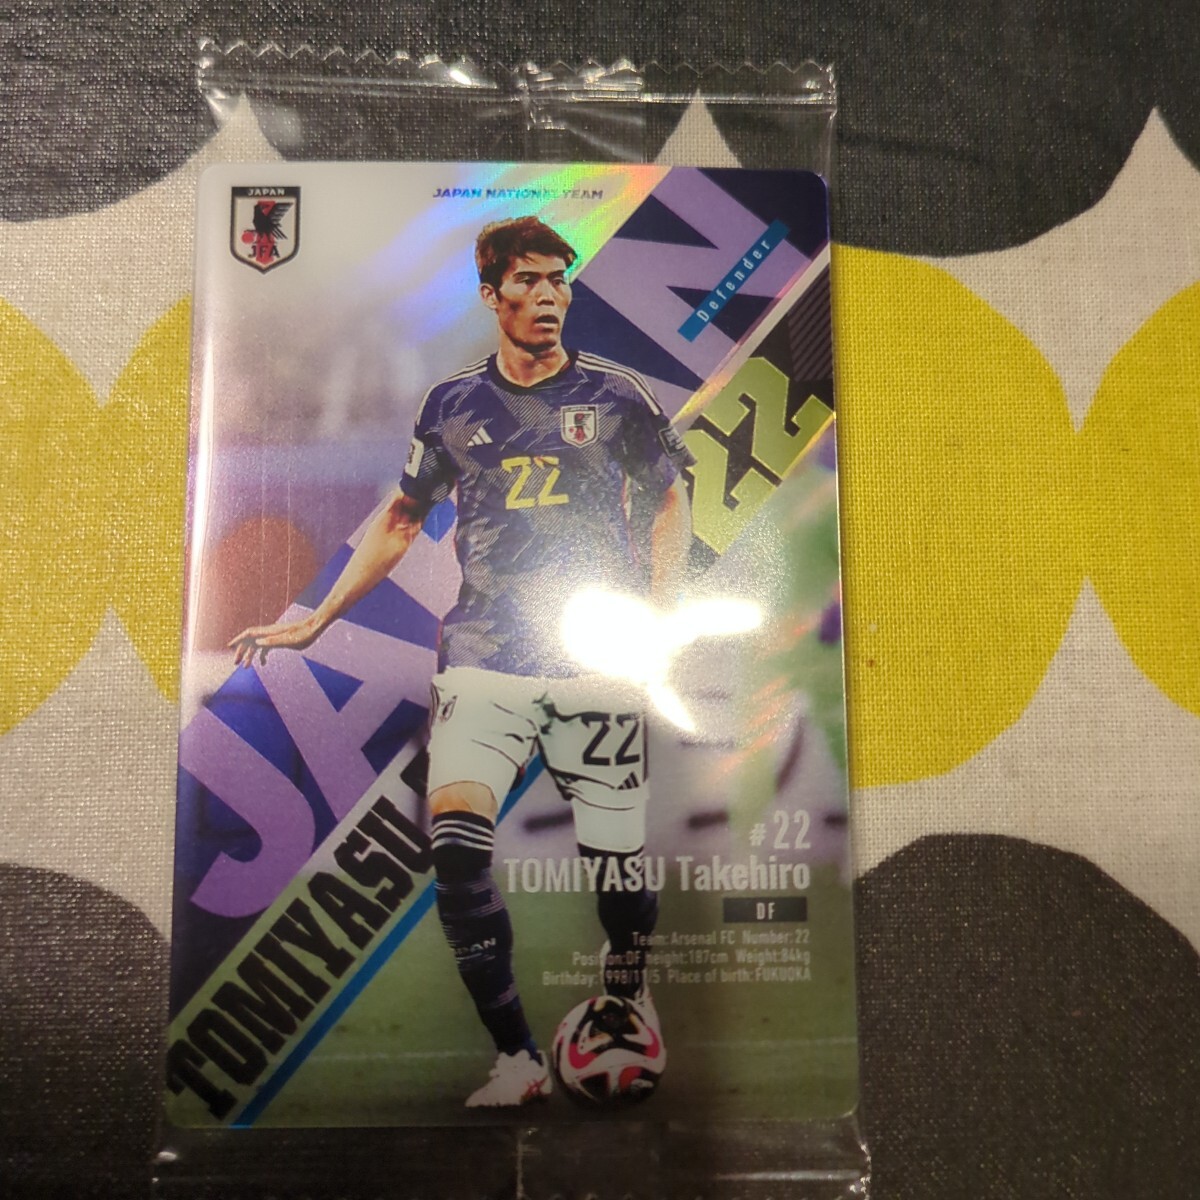 JAPAN
JFA
JAPAN NATIONAL TEAM
Defender
22
22
22
TOMIYASU
#22
TOMIYASU Takehiro
DF
Team:Arsenal FC Number:22
Position:DF height:187cm Weight:84kg
Birthday:1998/11/5 Place of birth:FUKUOKA